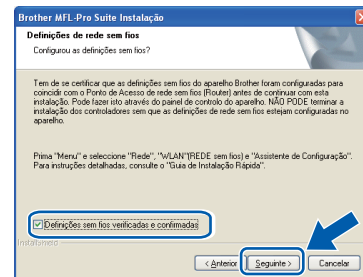 Brother MFL-Pro Suite Instalação
Definições de rede sem fios
Configurou as definições sem fios?
Tem de se certificar que as definições sem fios do aparelho Brother foram configuradas para
coincidir com o Ponto de Acesso de rede sem fios (Router) antes de continuar com esta
instalação. Pode fazer isto através do painel de controlo do aparelho. NÃO PODE terminar a
instalação dos controladores sem que as definições de rede sem fios estejam configuradas no
aparelho.
Prima "Menu" e seleccione "Rede", "WLAN"(REDE sem fios) e "Assistente de Configuração".
Para instruções detalhadas, consulte o "Guia de Instalação Rápida".
Definições sem fios verificadas e confirmadas
InstallShield
< Anterior
Seguinte >
Cancelar